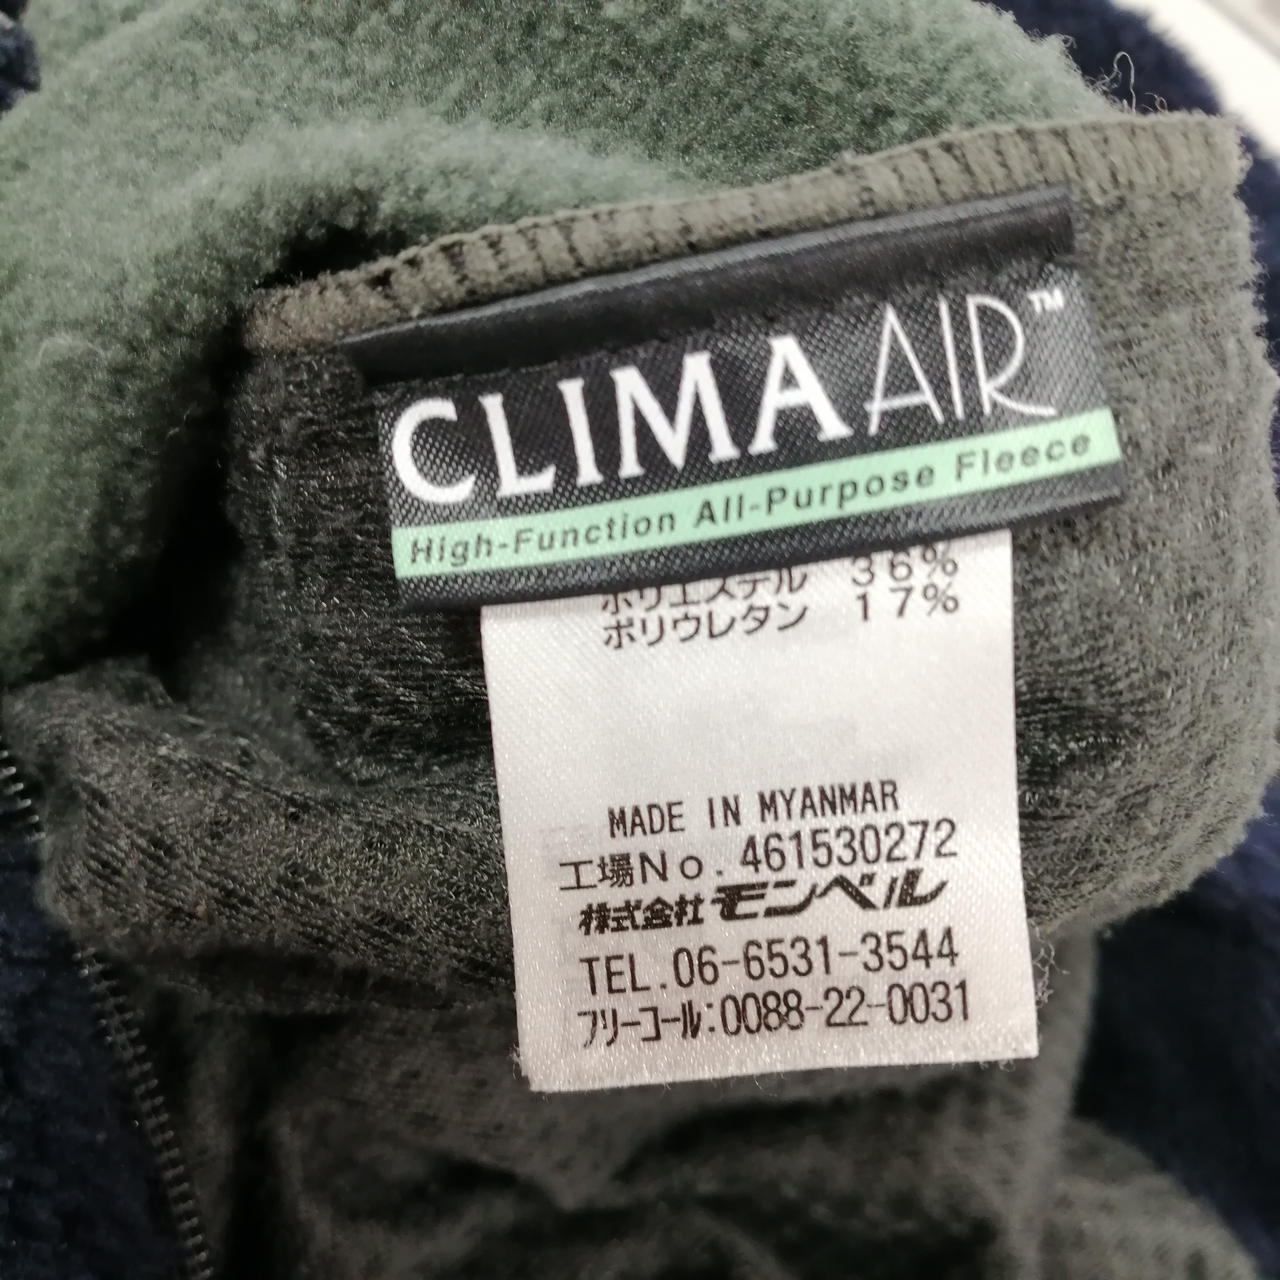 CLIMAAIR™
High-Function All-Purpose Fleece
ポリエステル 36%
ポリウレタン 17%
MADE IN MYANMAR
工場No. 461530272
株式会社モンベル
TEL.06-6531-3544
フリーコール:0088-22-0031